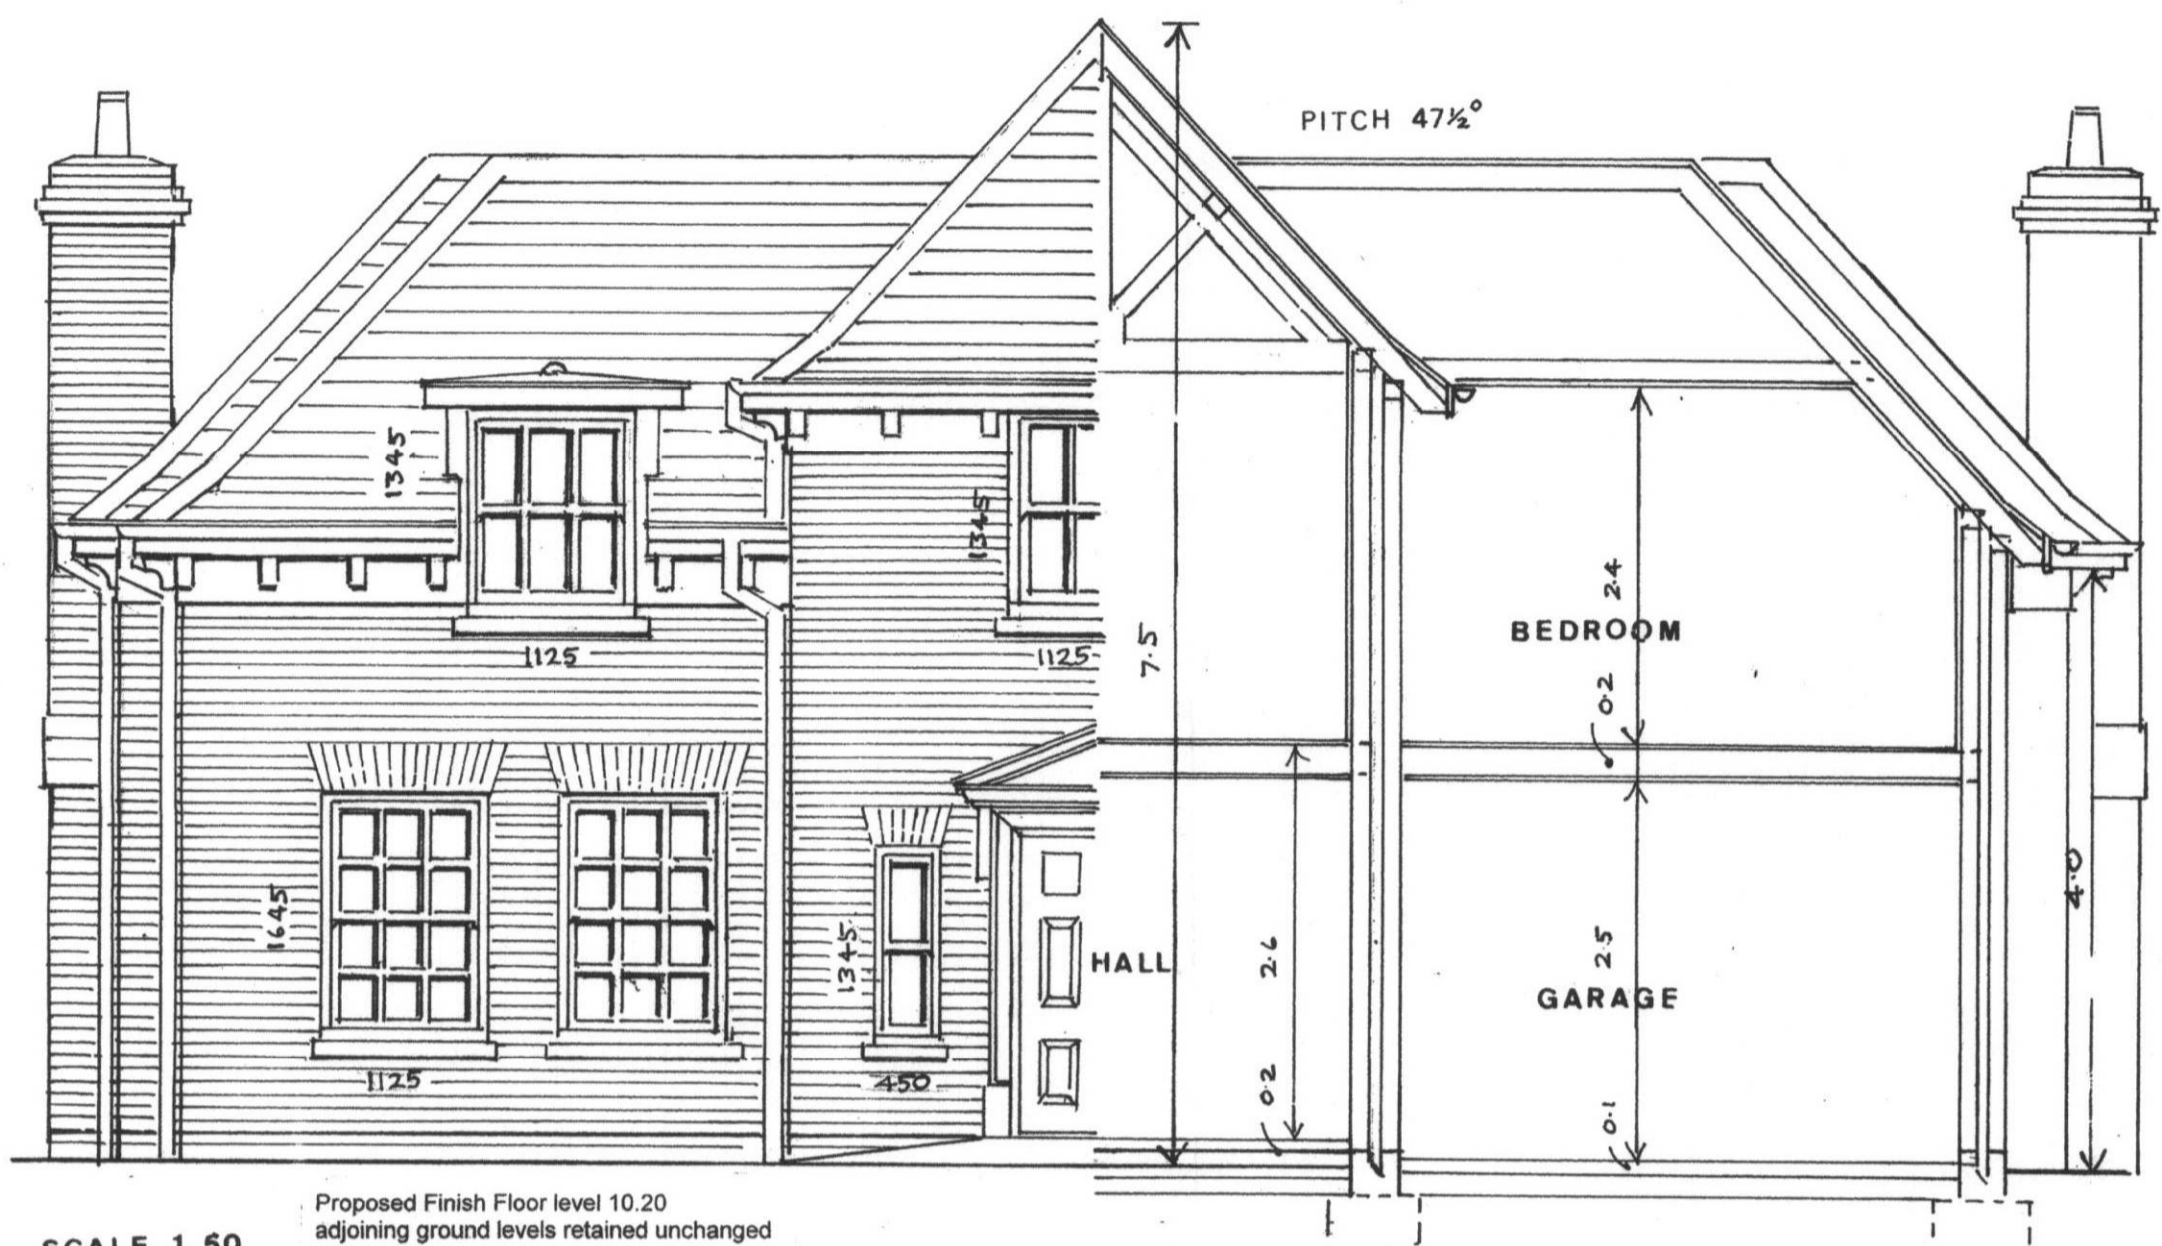 PITCH 47½°
1345
1345
7.5
2.4
BEDROOM
1125
1125
0.2
4.0
1645
1345
HALL
2.6
2.5
GARAGE
1125
450
0.2
0.1
Proposed Finish Floor level 10.20
adjoining ground levels retained unchanged
SCALE 1.50